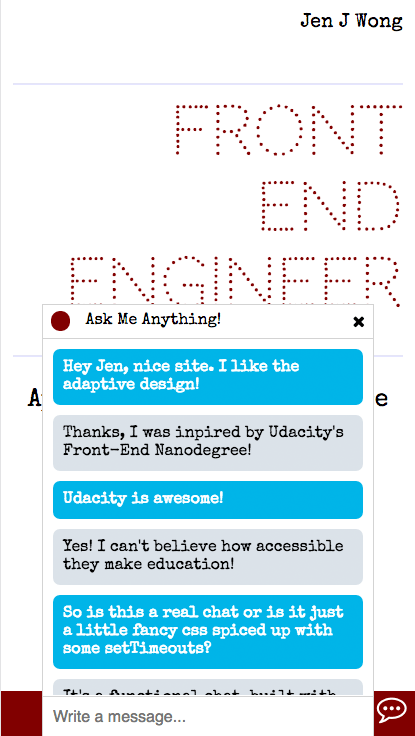 Jen J Wong
FRONT
END
ENGINEER
Ask Me Anything!
Hey Jen, nice site. I like the
adaptive design!
Thanks, I was inpired by Udacity's
Front-End Nanodegree!
Udacity is awesome!
Yes! I can't believe how accessible
they make education!
So is this a real chat or is it just
a little fancy css spiced up with
some setTimeouts?
It's a functional chat, built with
Write a message...